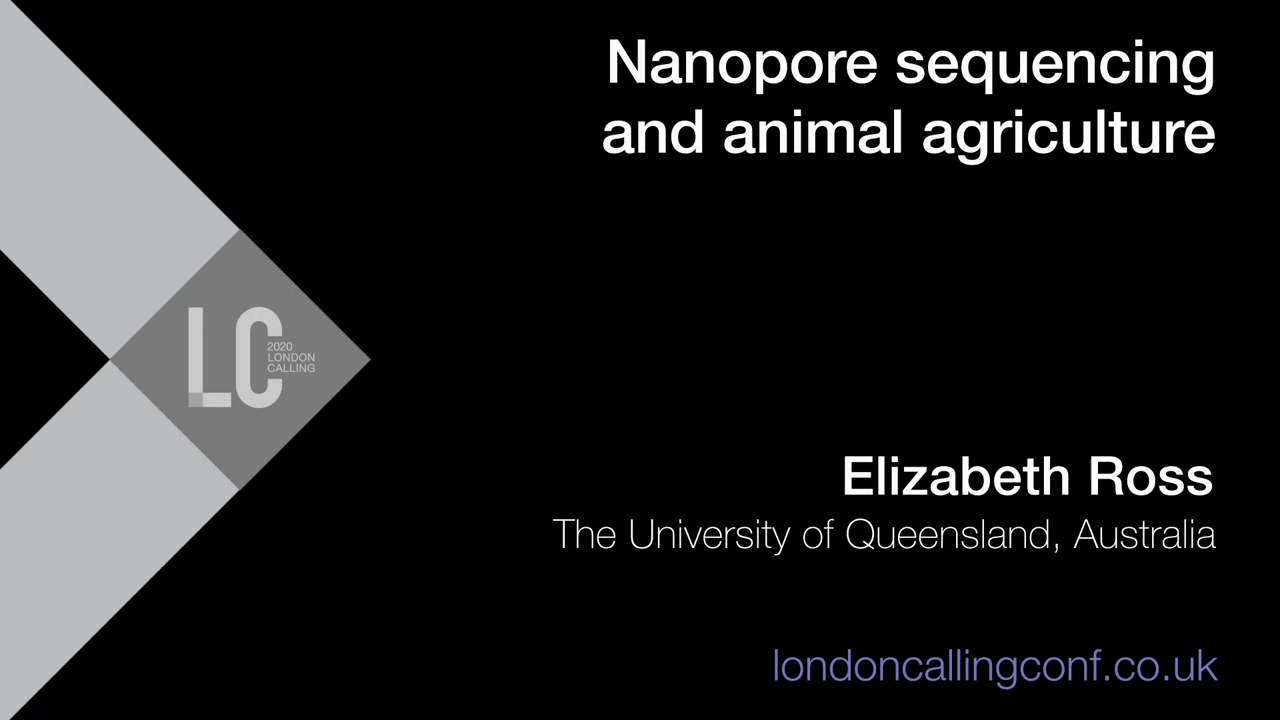 Nanopore sequencing
and animal agriculture
LC
2020
LONDON
CALLING
Elizabeth Ross
The University of Queensland, Australia
londoncallingconf.co.uk